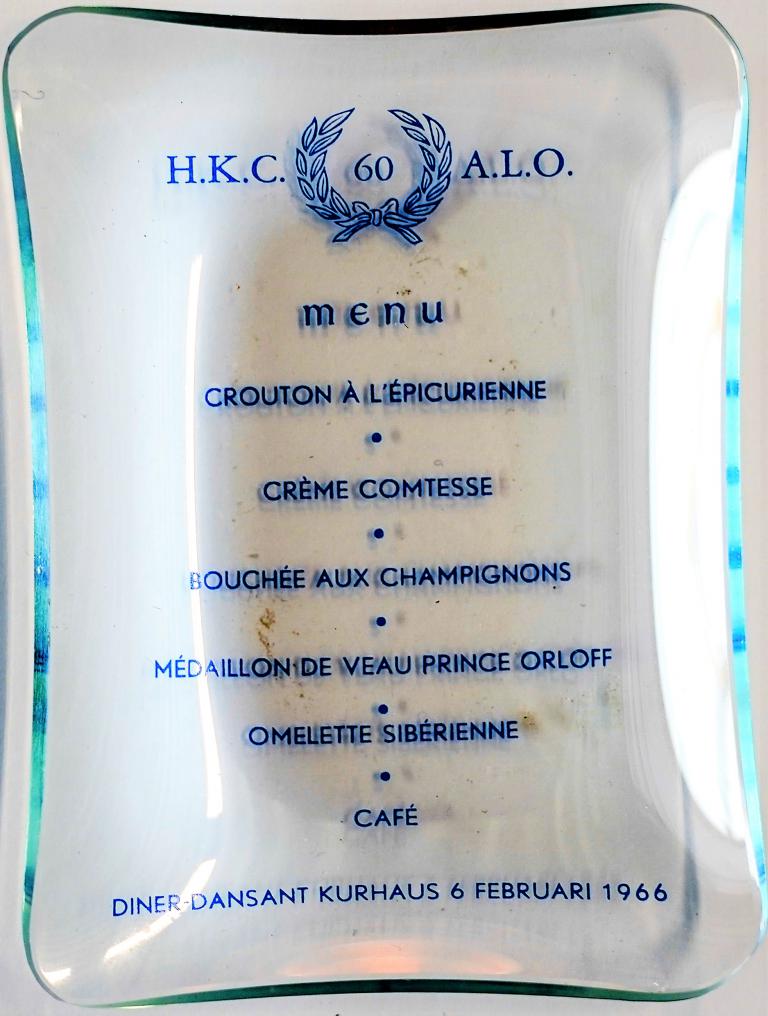 H.K.C. 60 A.L.O.
menu
CROUTON À L'ÉPICURIENNE
•
CRÈME COMTESSE
•
BOUCHÉE AUX CHAMPIGNONS
•
MÉDAILLON DE VEAU PRINCE ORLOFF
•
OMELETTE SIBÉRIENNE
•
CAFÉ
DINER-DANSANT KURHAUS 6 FEBRUARI 1966